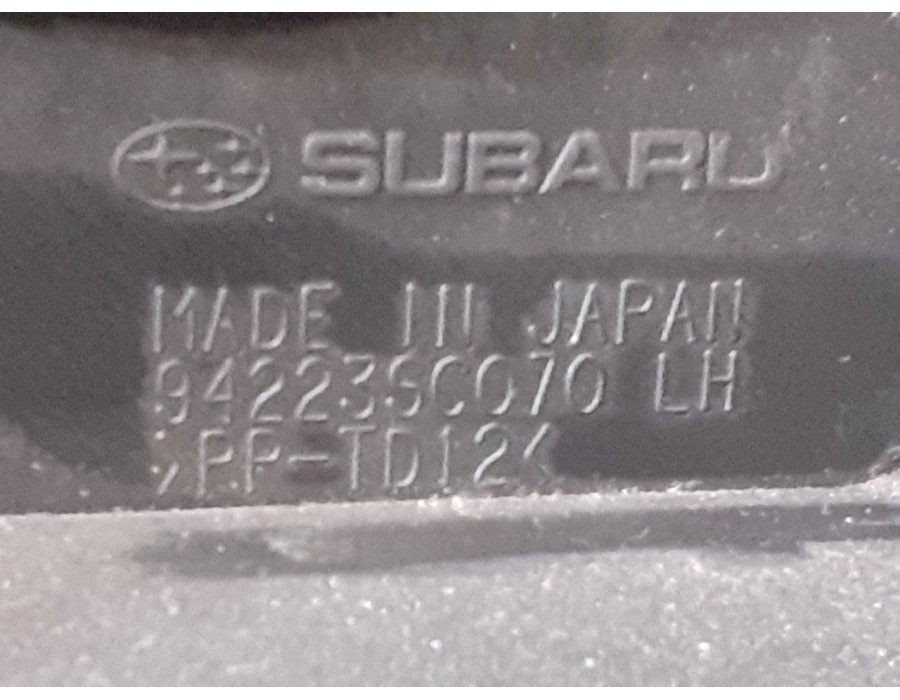 SUBARU
MADE IN JAPAN
94223SC070 LH
>PP-TD12<